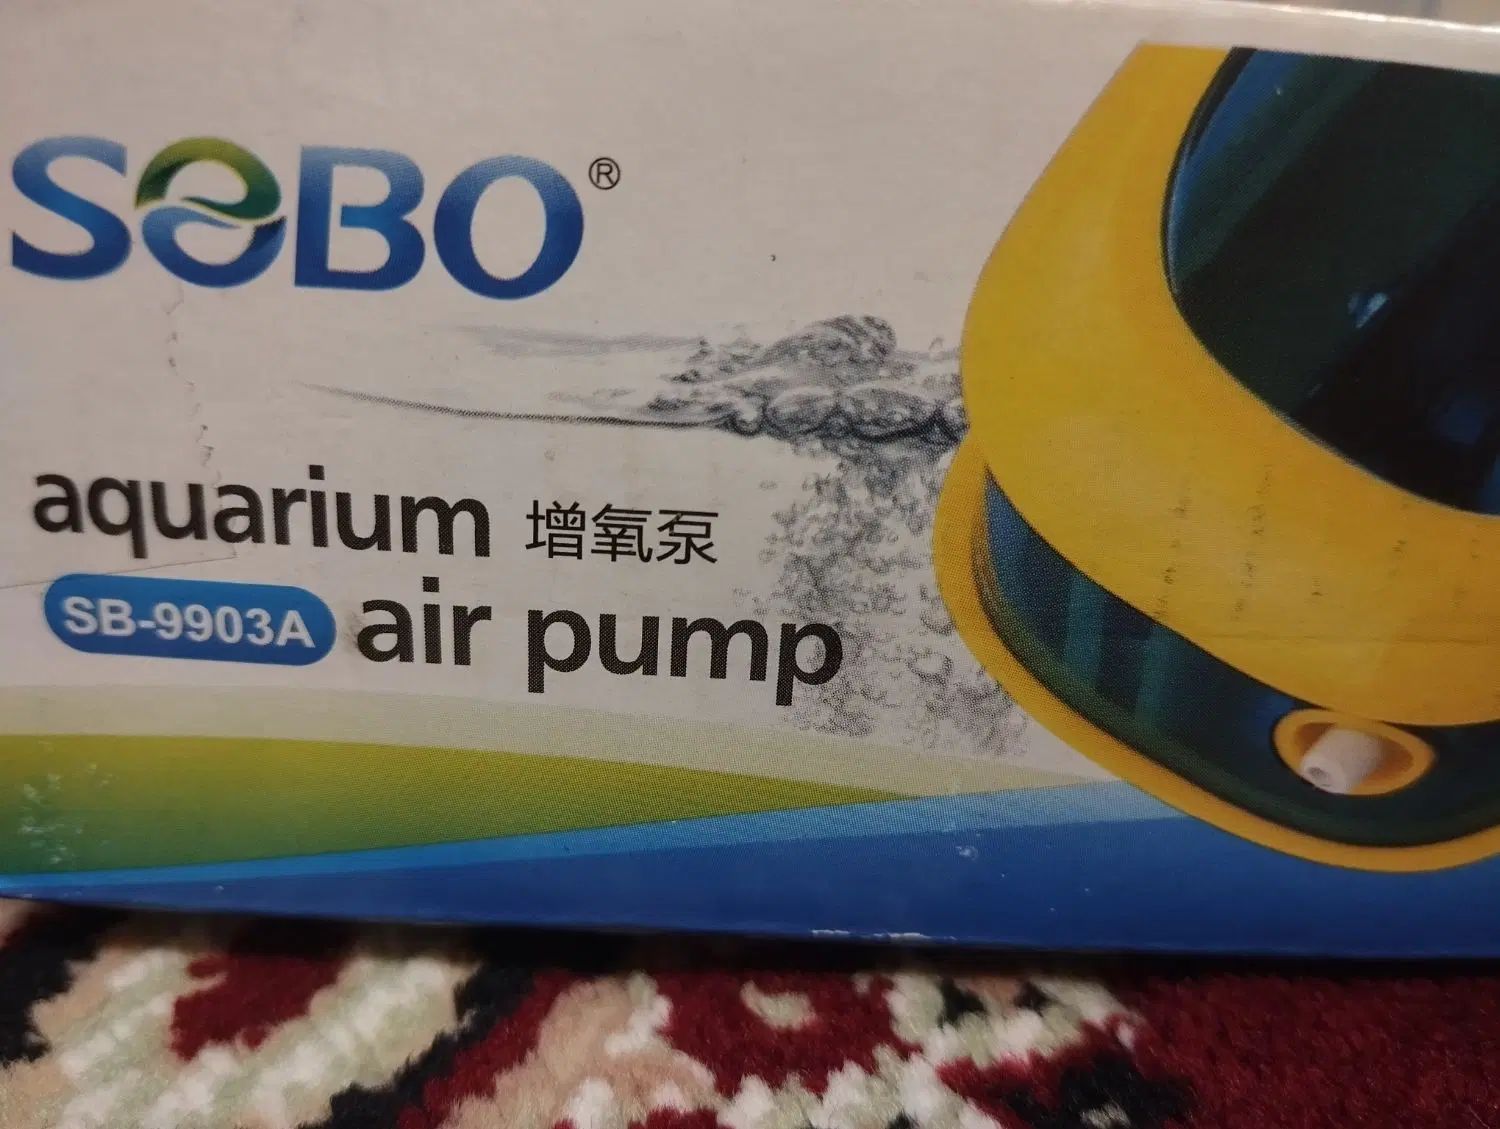 SOBO®
aquarium 增氧泵
SB-9903A air pump